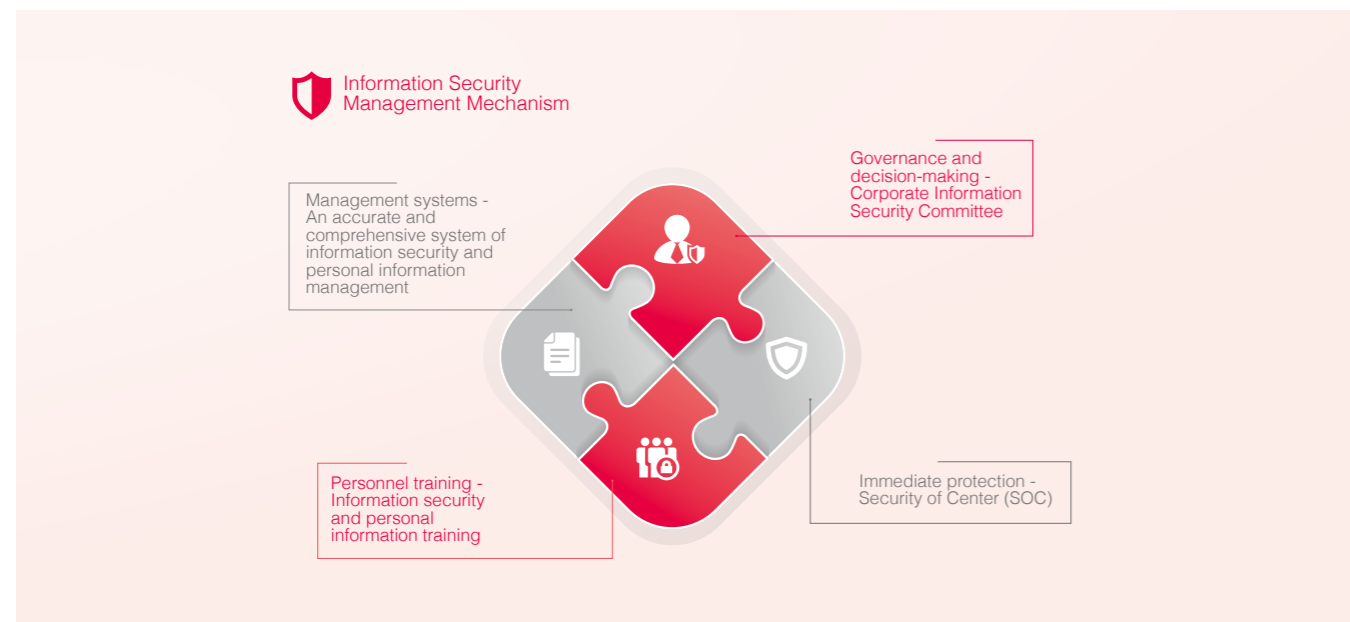 Information Security
Management Mechanism
Governance and
decision-making -
Corporate Information
Security Committee
Management systems -
An accurate and
comprehensive system of
information security and
personal information
management
Personnel training -
Information security
and personal
information training
Immediate protection -
Security of Center (SOC)